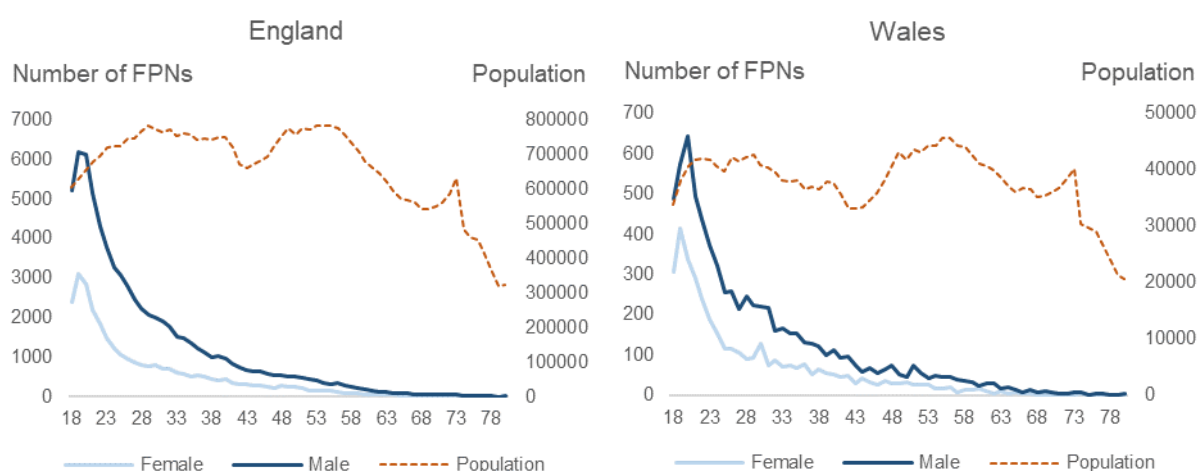 England
Number of FPNs Population
7000 800000
6000 700000
5000 600000
4000 500000
3000 400000
2000 300000
1000 200000
0 100000
0
18 23 28 33 38 43 48 53 58 63 68 73 78
Female Male Population
Wales
Number of FPNs Population
700 50000
600 40000
500 30000
400 20000
300 10000
200 0
100
0
18 23 28 33 38 43 48 53 58 63 68 73 78
Female Male Population